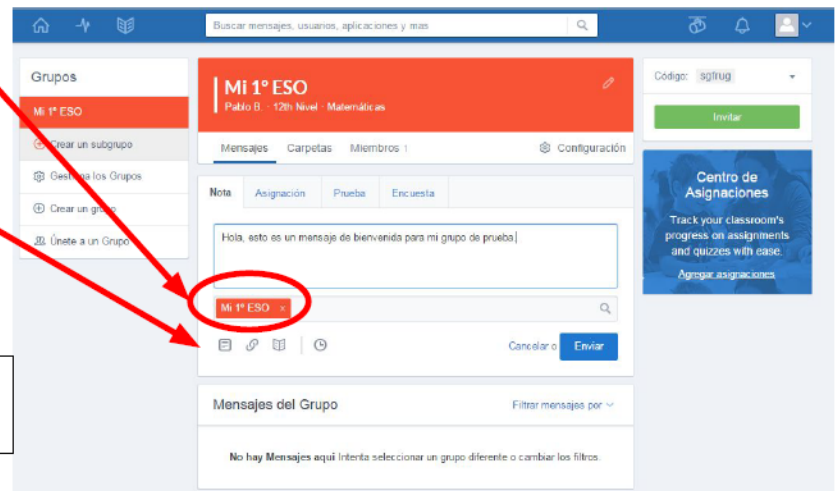 Buscar mensajes, usuarios, aplicaciones y mas
Grupos
Mi 1º ESO
Crear un subgrupo
Gestiona los Grupos
Crear un grupo
Únete a un Grupo
Mi 1º ESO
Pablo B. · 12th Nivel · Matemáticas
Mensajes Carpetas Miembros 1 Configuración
Nota Asignación Prueba Encuesta
Hola, esto es un mensaje de bienvenida para mi grupo de prueba
Mi 1º ESO ×
Cancelar o Enviar
Mensajes del Grupo Filtrar mensajes por
No hay Mensajes aqui Intenta seleccionar un grupo diferente o cambiar los filtros.
Código:
Invitar
Centro de
Asignaciones
Track your classroom's
progress on assignments
and quizzes with ease.
Agregar asignaciones